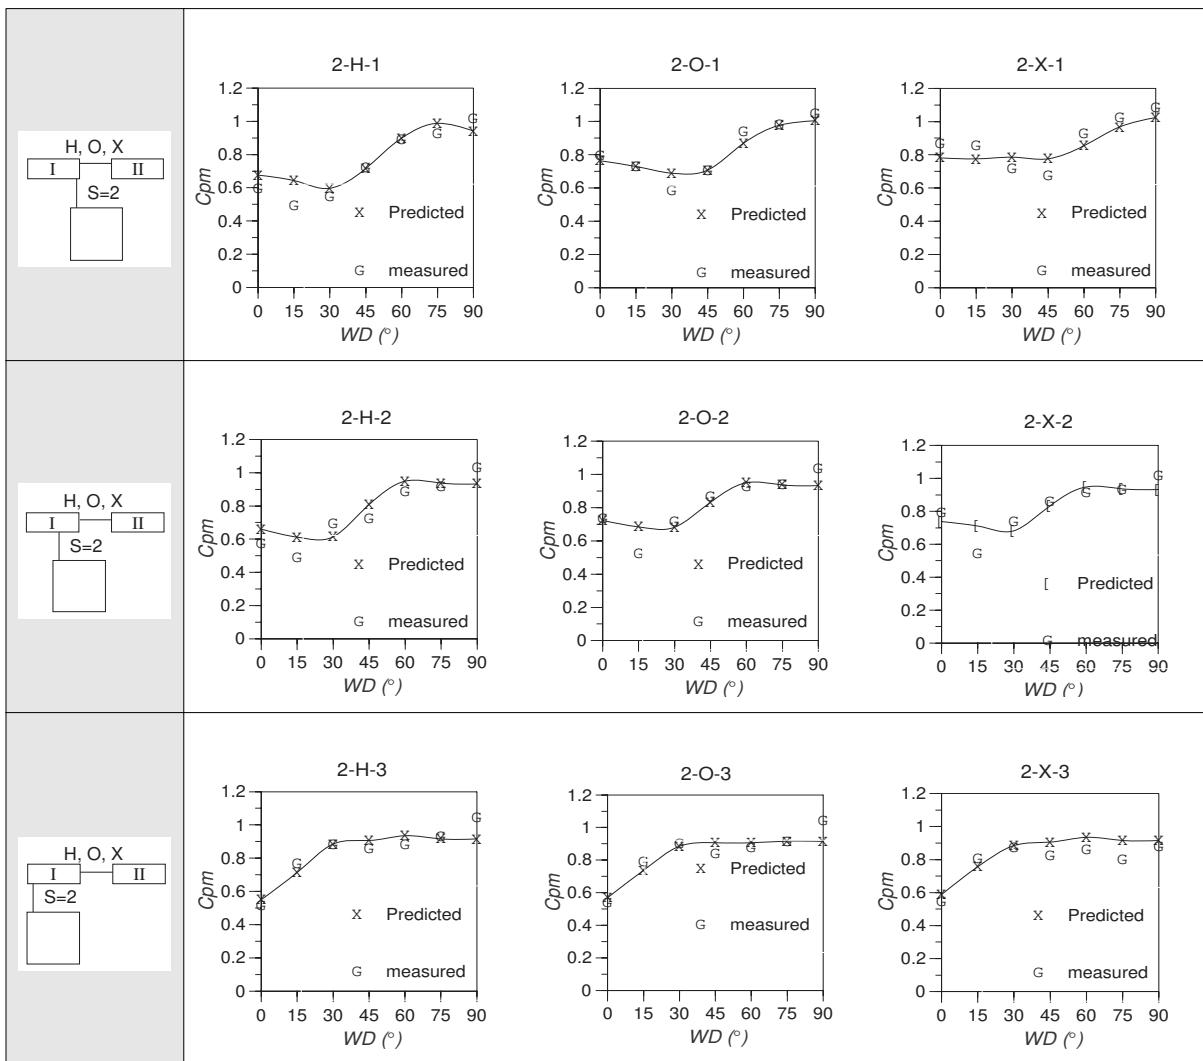 H, O, X
I II
S=2
2-H-1
1.2
1
0.8
0.6
0.4
0.2
0
Cpm
X Predicted
G measured
0 15 30 45 60 75 90
WD (°)
2-O-1
1.2
1
0.8
0.6
0.4
0.2
0
Cpm
X Predicted
G measured
0 15 30 45 60 75 90
WD (°)
2-X-1
1.2
1
0.8
0.6
0.4
0.2
0
Cpm
X Predicted
G measured
0 15 30 45 60 75 90
WD (°)
H, O, X
I II
S=2
2-H-2
1.2
1
0.8
0.6
0.4
0.2
0
Cpm
X Predicted
G measured
0 15 30 45 60 75 90
WD (°)
2-O-2
1.2
1
0.8
0.6
0.4
0.2
0
Cpm
X Predicted
G measured
0 15 30 45 60 75 90
WD (°)
2-X-2
1.2
1
0.8
0.6
0.4
0.2
0
Cpm
[ Predicted
G measured
0 15 30 45 60 75 90
WD (°)
H, O, X
I II
S=2
2-H-3
1.2
1
0.8
0.6
0.4
0.2
0
Cpm
X Predicted
G measured
0 15 30 45 60 75 90
WD (°)
2-O-3
1.2
1
0.8
0.6
0.4
0.2
0
Cpm
X Predicted
G measured
0 15 30 45 60 75 90
WD (°)
2-X-3
1.2
1
0.8
0.6
0.4
0.2
0
Cpm
X Predicted
G measured
0 15 30 45 60 75 90
WD (°)